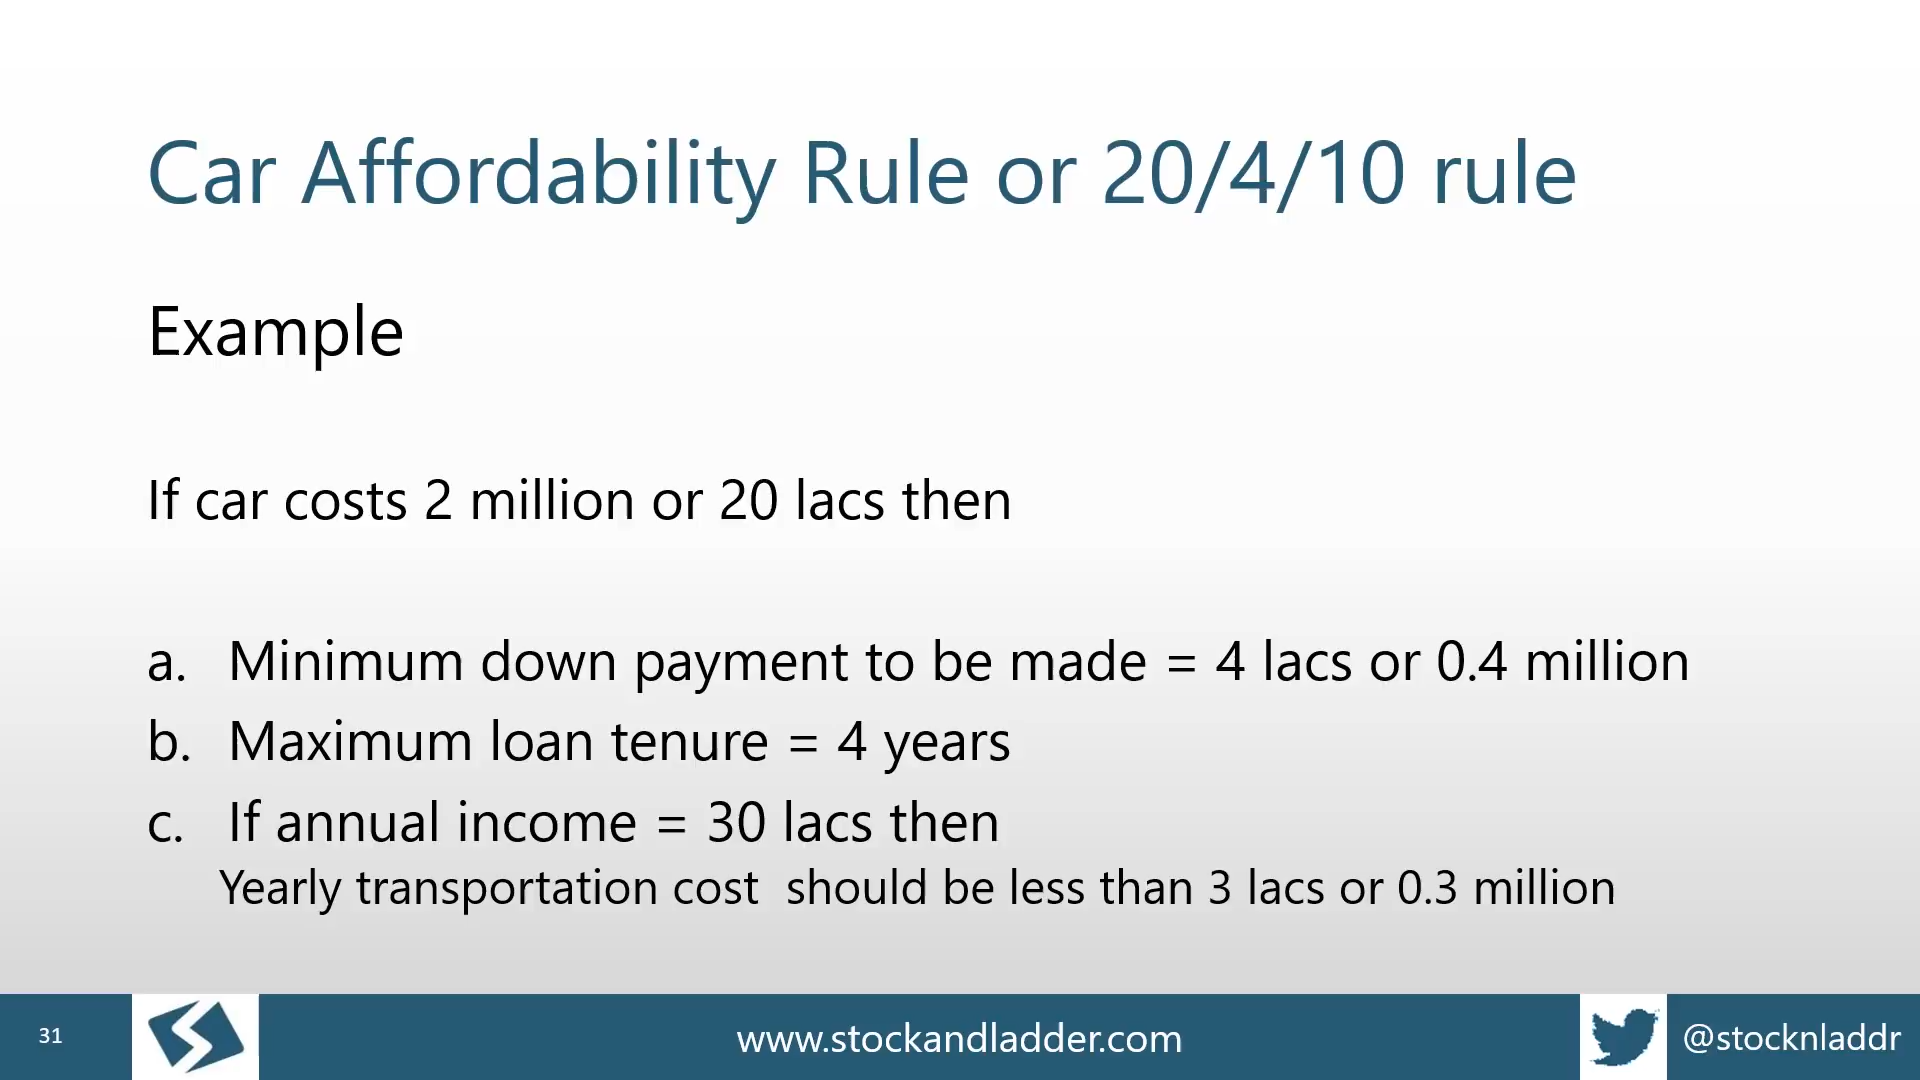 Car Affordability Rule or 20/4/10 rule
Example
If car costs 2 million or 20 lacs then
a. Minimum down payment to be made = 4 lacs or 0.4 million
b. Maximum loan tenure = 4 years
c. If annual income = 30 lacs then
Yearly transportation cost should be less than 3 lacs or 0.3 million
31
www.stockandladder.com
@stocknladdr